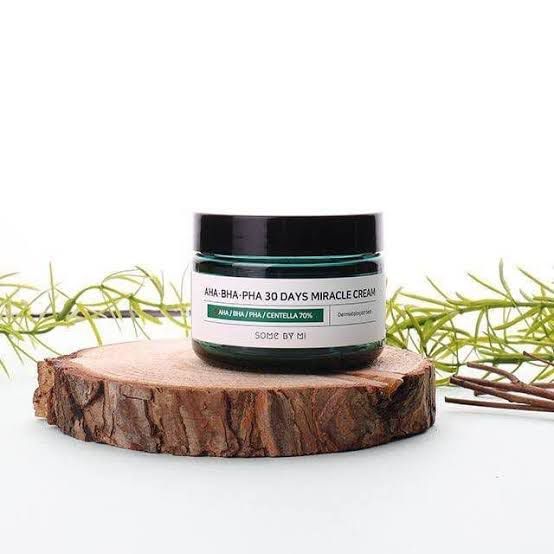 AHA·BHA·PHA 30 DAYS MIRACLE CREAM
AHA / BHA / PHA / CENTELLA 70%
SOME BY MI